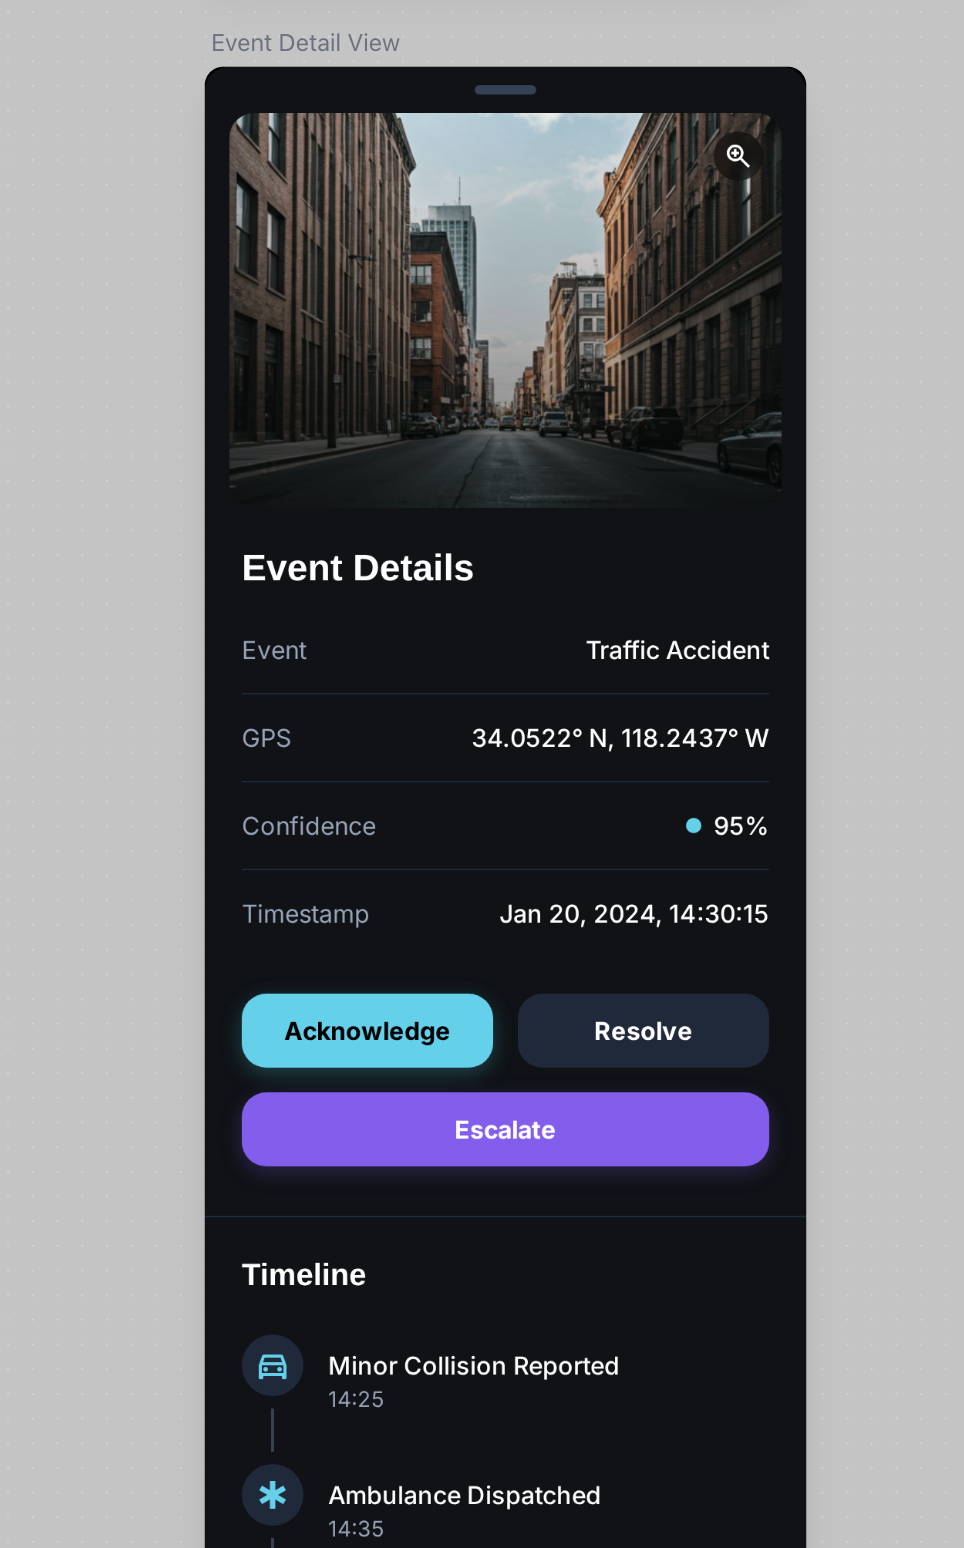 Event Detail View
Event Details
Event
Traffic Accident
GPS
34.0522° N, 118.2437° W
Confidence
95%
Timestamp
Jan 20, 2024, 14:30:15
Acknowledge
Resolve
Escalate
Timeline
Minor Collision Reported
14:25
Ambulance Dispatched
14:35